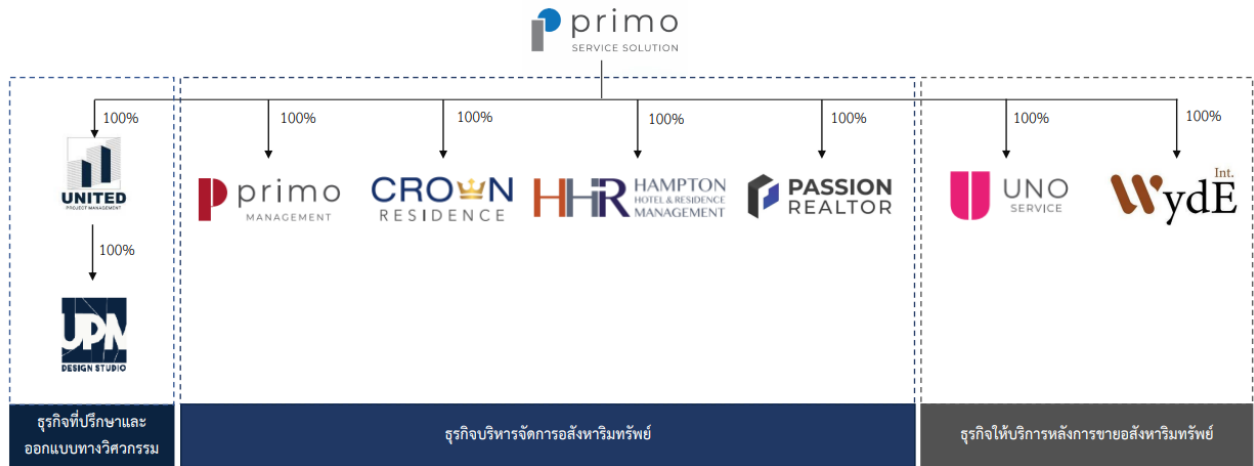 primo
SERVICE SOLUTION
100%
100%
100%
100%
100%
100%
100%
UNITED
PROJECT MANAGEMENT
primo
MANAGEMENT
CROWN
RESIDENCE
HHR
HAMPTON
HOTEL & RESIDENCE
MANAGEMENT
PASSION
REALTOR
UNO
SERVICE
Int.
WydE
100%
UPM
DESIGN STUDIO
ธุรกิจที่ปรึกษาและ
ออกแบบทางวิศวกรรม
ธุรกิจบริหารจัดการอสังหาริมทรัพย์
ธุรกิจให้บริการหลังการขายอสังหาริมทรัพย์